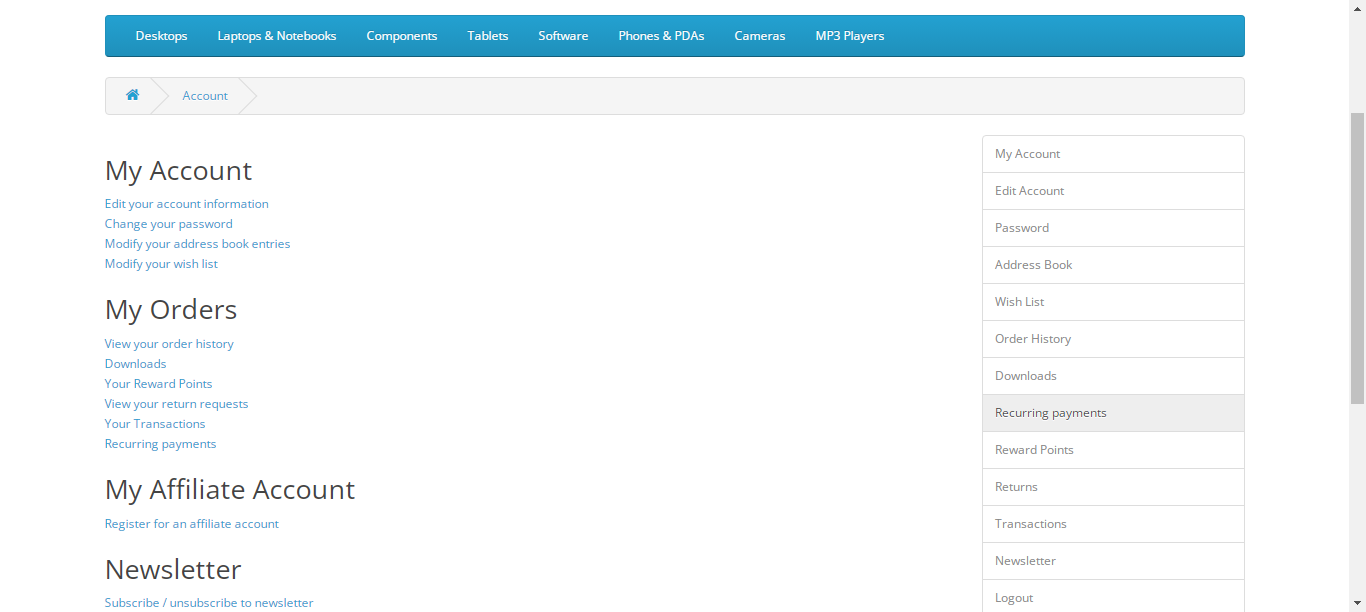 Desktops Laptops & Notebooks Components Tablets Software Phones & PDAs Cameras MP3 Players
Account
My Account
Edit your account information
Change your password
Modify your address book entries
Modify your wish list
My Orders
View your order history
Downloads
Your Reward Points
View your return requests
Your Transactions
Recurring payments
My Affiliate Account
Register for an affiliate account
Newsletter
Subscribe / unsubscribe to newsletter
My Account
Edit Account
Password
Address Book
Wish List
Order History
Downloads
Recurring payments
Reward Points
Returns
Transactions
Newsletter
Logout